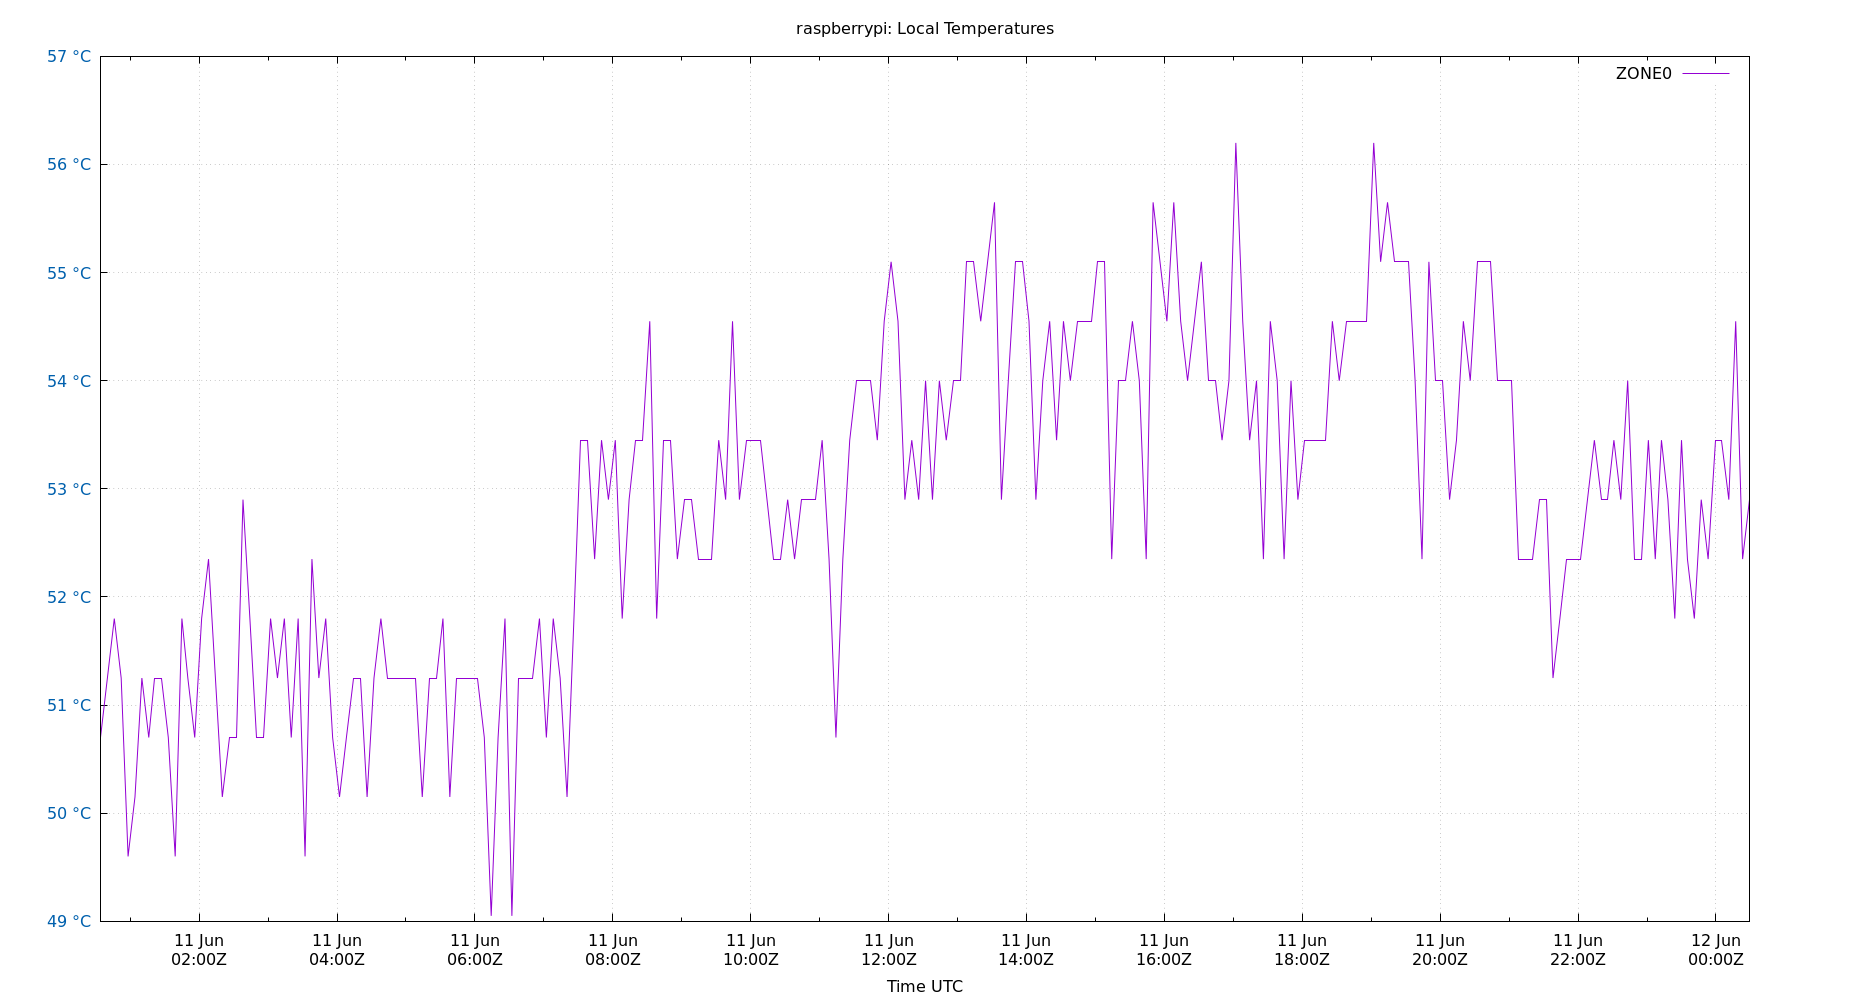 raspberrypi: Local Temperatures
57 °C
ZONE0
56 °C
55 °C
54 °C
53 °C
52 °C
51 °C
50 °C
49 °C
11 Jun 11 Jun 11 Jun 11 Jun 11 Jun 11 Jun 11 Jun 11 Jun 11 Jun 11 Jun 11 Jun 12 Jun
02:00Z 04:00Z 06:00Z 08:00Z 10:00Z 12:00Z 14:00Z 16:00Z 18:00Z 20:00Z 22:00Z 00:00Z
Time UTC